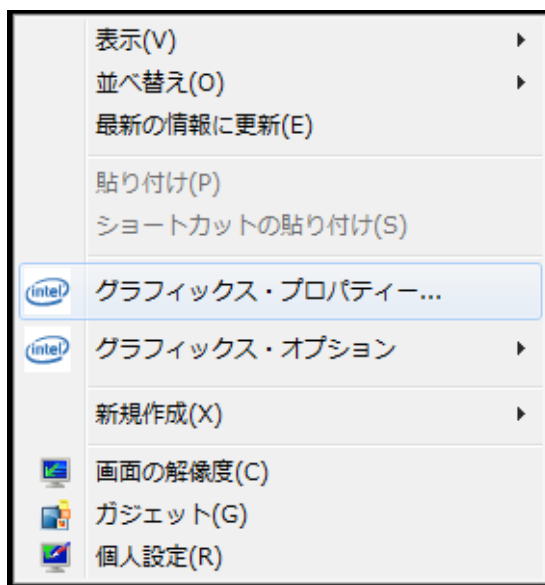 表示(V)
並べ替え(O)
最新の情報に更新(E)
貼り付け(P)
ショートカットの貼り付け(S)
intel グラフィックス・プロパティー...
intel グラフィックス・オプション
新規作成(X)
画面の解像度(C)
ガジェット(G)
個人設定(R)